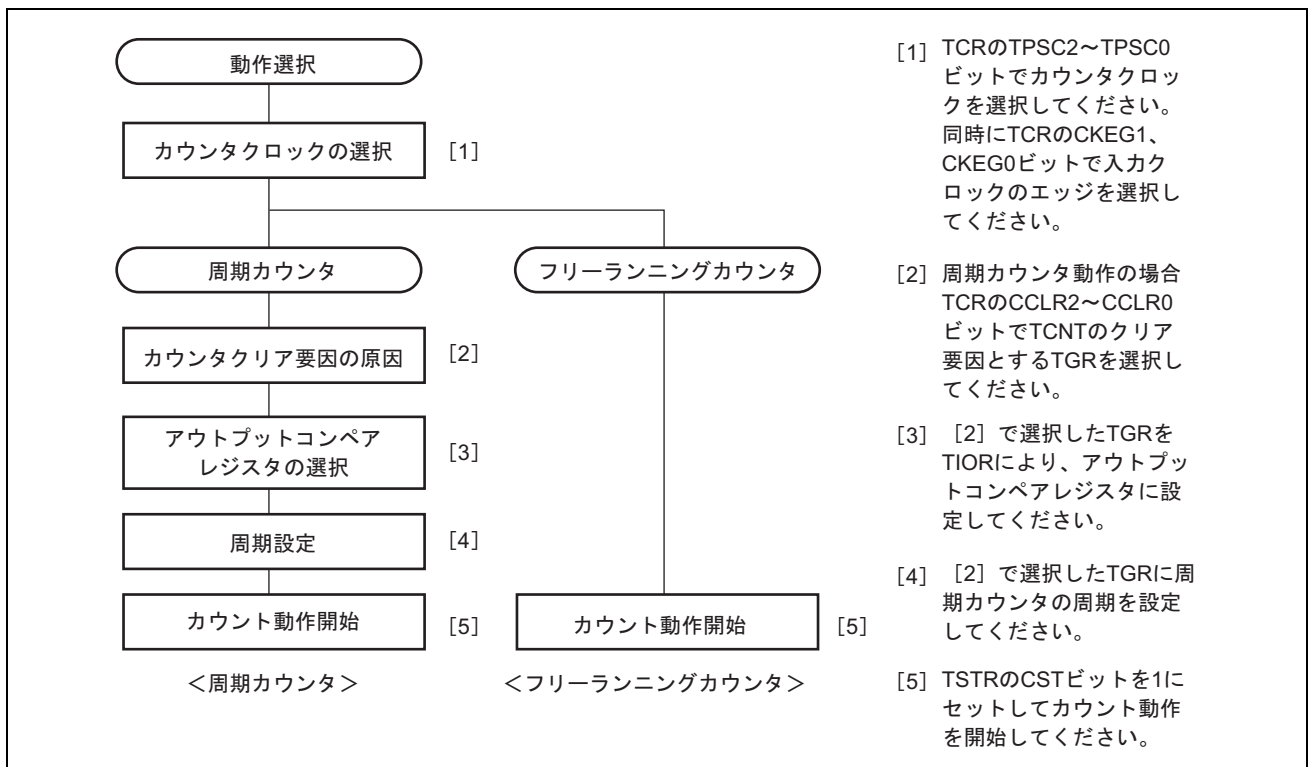 動作選択
カウンタクロックの選択 [1]
周期カウンタ
フリーランニングカウンタ
カウンタクリア要因の原因 [2]
アウトプットコンペア
レジスタの選択
[3]
周期設定 [4]
カウント動作開始 [5]
カウント動作開始 [5]
<周期カウンタ>
<フリーランニングカウンタ>
[1] TCRのTPSC2~TPSC0
ビットでカウンタクロッ
クを選択してください。
同時にTCRのCKEG1、
CKEG0ビットで入力ク
ロックのエッジを選択し
てください。
[2] 周期カウンタ動作の場合
TCRのCCLR2~CCLR0
ビットでTCNTのクリア
要因とするTGRを選択し
てください。
[3] [2]で選択したTGRを
TIORにより、アウトプッ
トコンペアレジスタに設
定してください。
[4] [2]で選択したTGRに周
期カウンタの周期を設定
してください。
[5] TSTRのCSTビットを1に
セットしてカウント動作
を開始してください。